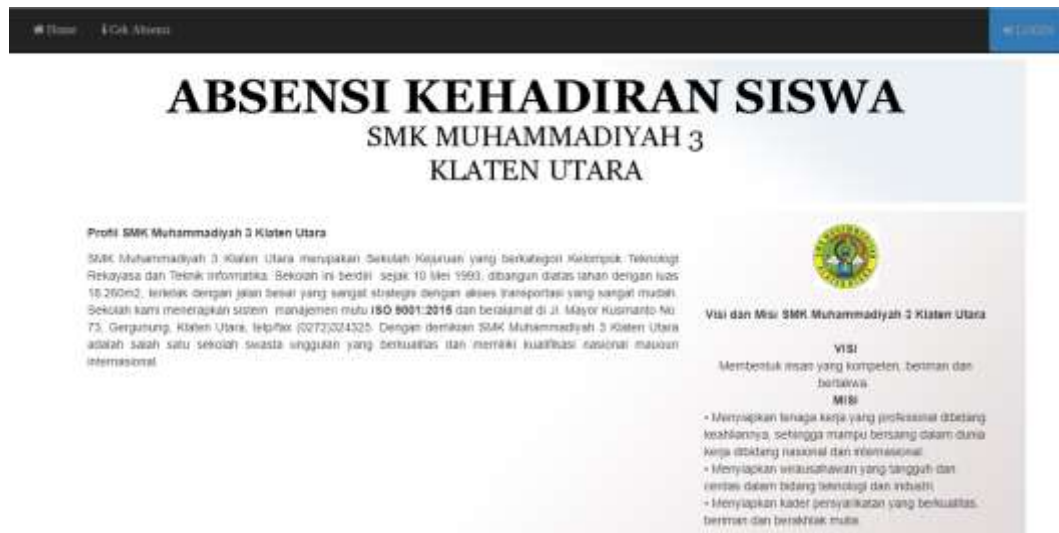 Home Cek Absensi LOGIN
ABSENSI KEHADIRAN SISWA
SMK MUHAMMADIYAH 3
KLATEN UTARA
Profil SMK Muhammadiyah 3 Klaten Utara
SMK Muhammadiyah 3 Klaten Utara merupakan Sekolah Kejuruan yang berkategori Kelompok Teknologi
Rekayasa dan Teknik Informatika. Sekolah ini berdiri sejak 10 Mei 1993, dibangun diatas lahan dengan luas
18.260m2, terletak dengan jalan besar yang sangat strategis dengan akses transportasi yang sangat mudah.
Sekolah kami menerapkan sistem manajemen mutu ISO 9001:2015 dan beralamat di Jl. Mayor Kusmanto No.
73, Gergunung, Klaten Utara, telp/fax (0272)324325. Dengan demikian SMK Muhammadiyah 3 Klaten Utara
adalah salah satu sekolah swasta unggulan yang berkualitas dan memiliki kualifikasi nasional maupun
internasional.
Visi dan Misi SMK Muhammadiyah 3 Klaten Utara
VISI
Membentuk insan yang kompeten, beriman dan
bertakwa
MISI
• Menyiapkan tenaga kerja yang professional dibidang
keahliannya, sehingga mampu bersaing dalam dunia
kerja dibidang nasional dan internasional.
• Menyiapkan wirausahawan yang tangguh dan
cerdas dalam bidang teknologi dan industri.
• Menyiapkan kader persyarikatan yang berkualitas,
beriman dan berakhlak mulia.